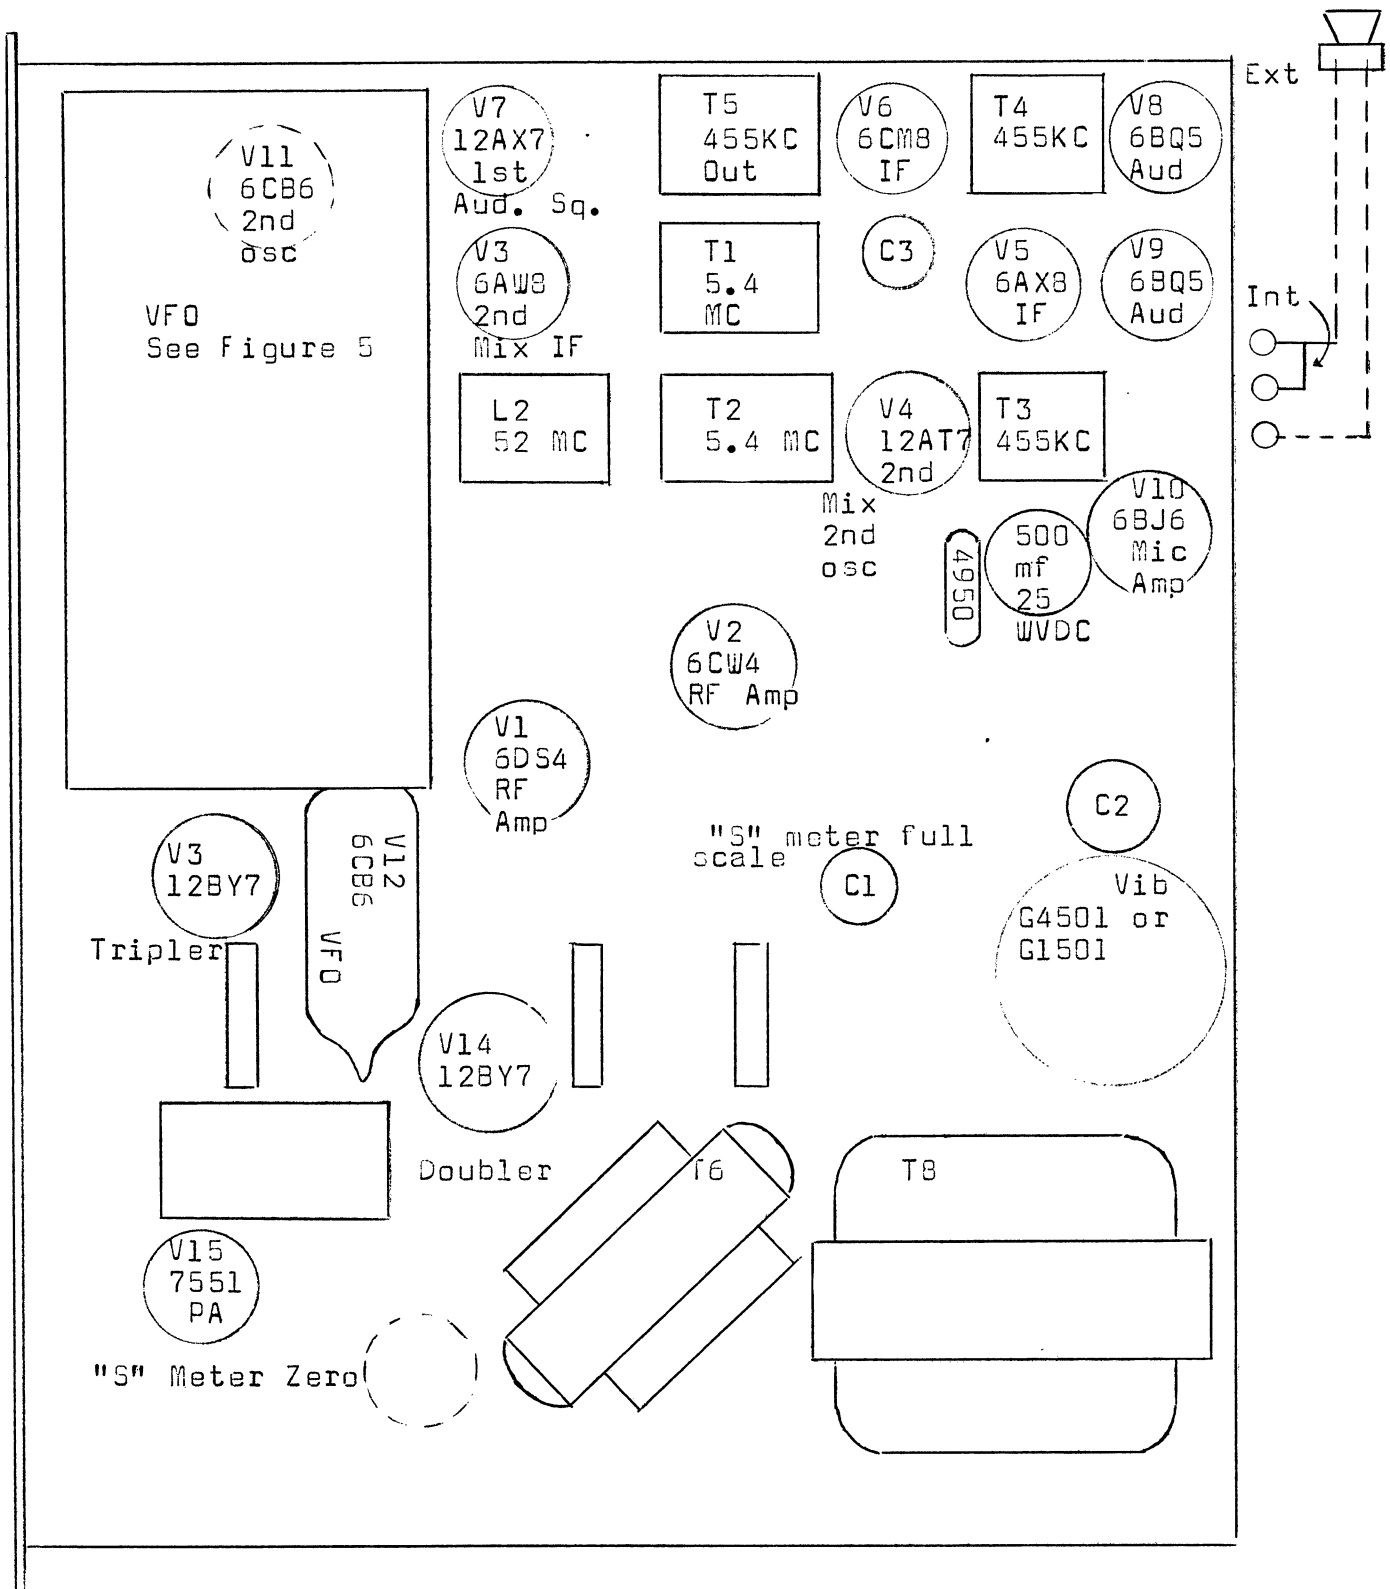 Ext
V7
12AX7
1st
Aud. Sq.
T5
455KC
Out
V6
6CM8
IF
T4
455KC
V8
6BQ5
Aud
V11
6CB6
2nd
osc
V3
6AW8
2nd
Mix IF
T1
5.4
MC
C3
V5
6AX8
IF
V9
6BQ5
Aud
Int
VFO
See Figure 5
L2
52 MC
T2
5.4 MC
V4
12AT7
2nd
Mix
2nd
osc
T3
455KC
V10
6BJ6
Mic
Amp
4950
500
mf
25
WVDC
V2
6CW4
RF Amp
V1
6DS4
RF
Amp
C2
"S" meter full
scale
C1
V3
12BY7
Tripler
V12
6CB6
VFO
Vib
G4501 or
G1501
V14
12BY7
Doubler
T6
T8
V15
7551
PA
"S" Meter Zero